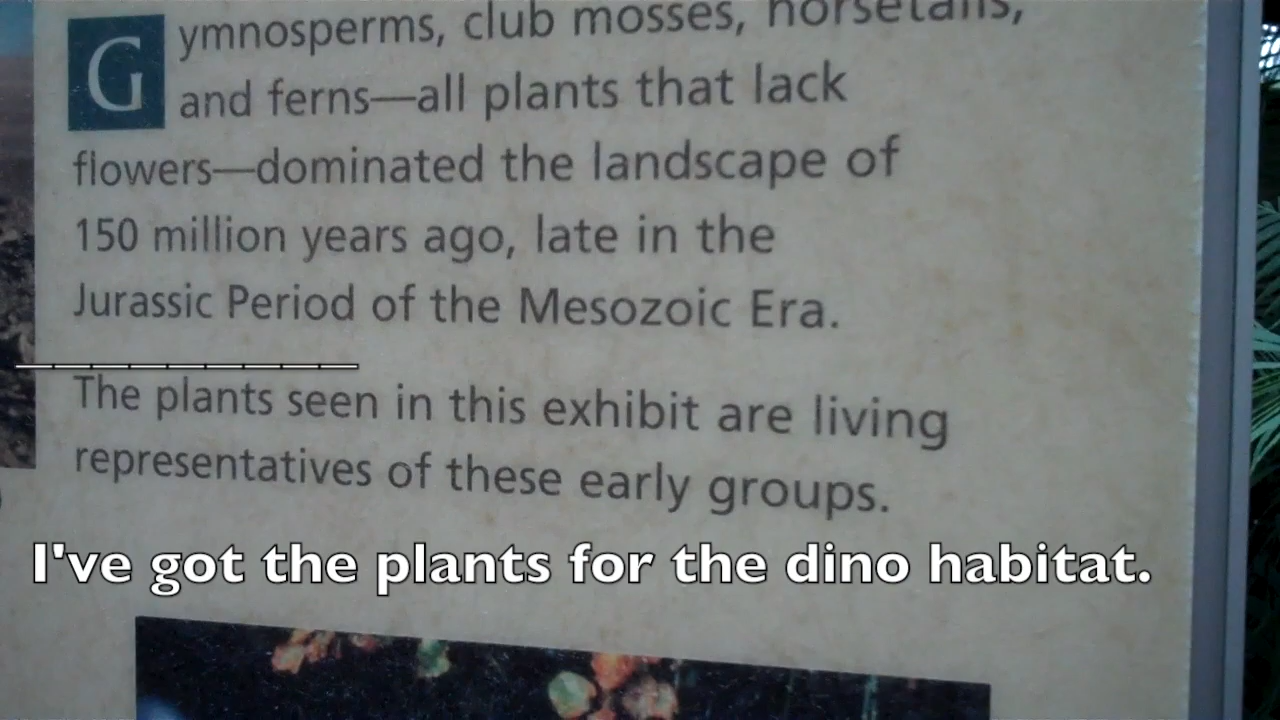 Gymnosperms, club mosses, horsetails,
and ferns—all plants that lack
flowers—dominated the landscape of
150 million years ago, late in the
Jurassic Period of the Mesozoic Era.
The plants seen in this exhibit are living
representatives of these early groups.
I've got the plants for the dino habitat.